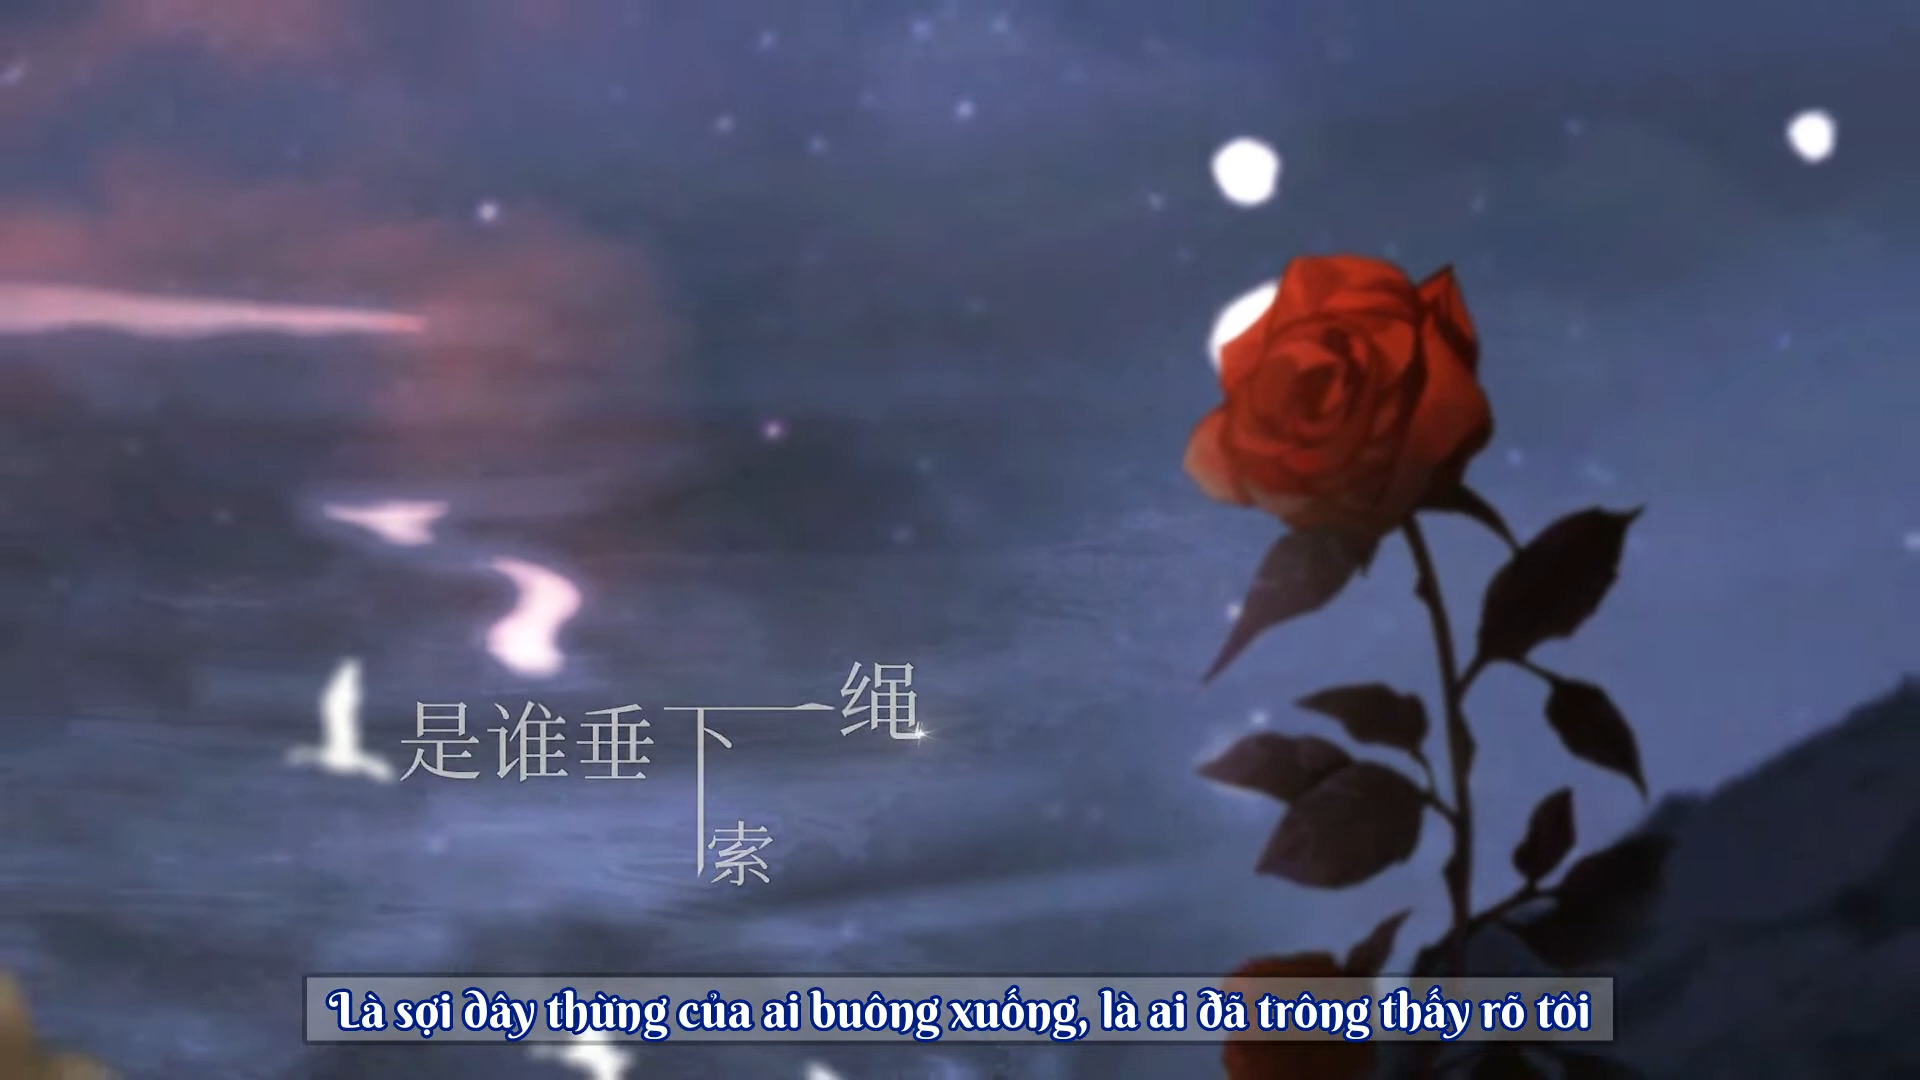 是谁垂下绳
索
Là sợi dây thừng của ai buông xuống, là ai đã trông thấy rõ tôi